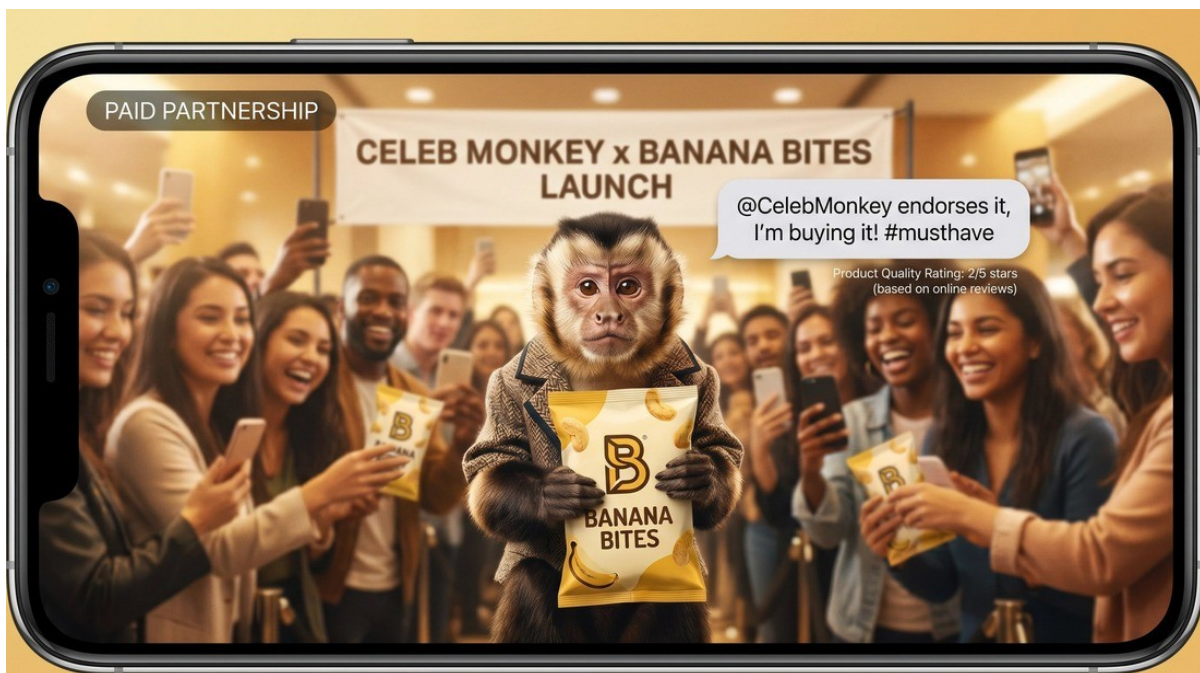 PAID PARTNERSHIP
CELEB MONKEY x BANANA BITES
LAUNCH
@CelebMonkey endorses it,
I'm buying it! #musthave
Product Quality Rating: 2/5 stars
(based on online reviews)
B
B
B
BANANA
BITES